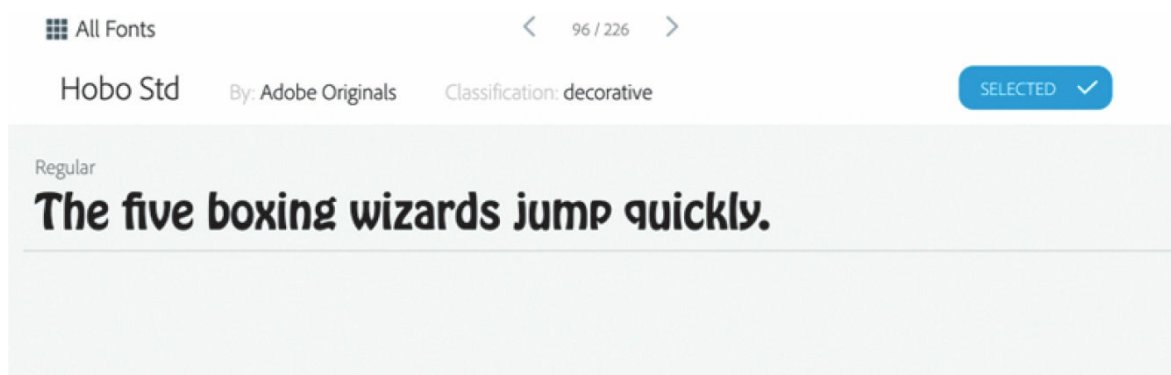 All Fonts
96 / 226
Hobo Std
By: Adobe Originals
Classification: decorative
SELECTED
Regular
The five boxing wizards jump quickly.